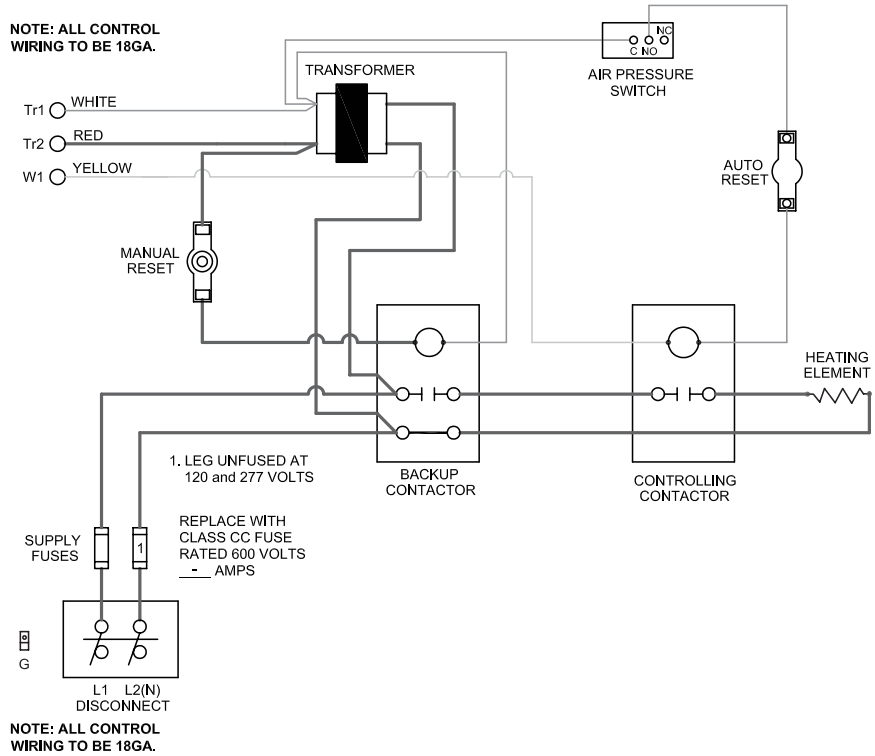 NOTE: ALL CONTROL
WIRING TO BE 18GA.
NC
C NO
AIR PRESSURE
SWITCH
TRANSFORMER
Tr1 WHITE
Tr2 RED
W1 YELLOW
AUTO
RESET
MANUAL
RESET
HEATING
ELEMENT
1. LEG UNFUSED AT
120 and 277 VOLTS
BACKUP
CONTACTOR
CONTROLLING
CONTACTOR
SUPPLY
FUSES
1
REPLACE WITH
CLASS CC FUSE
RATED 600 VOLTS
- AMPS
G
L1 L2(N)
DISCONNECT
NOTE: ALL CONTROL
WIRING TO BE 18GA.